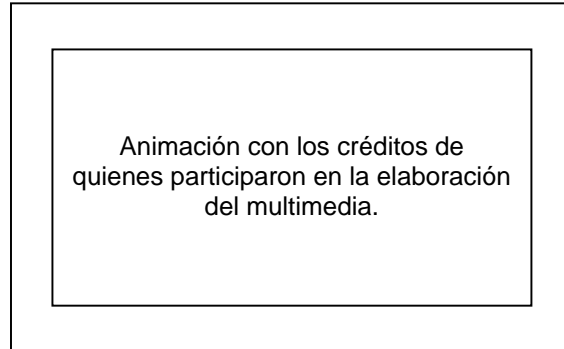 Animación con los créditos de
quienes participaron en la elaboración
del multimedia.